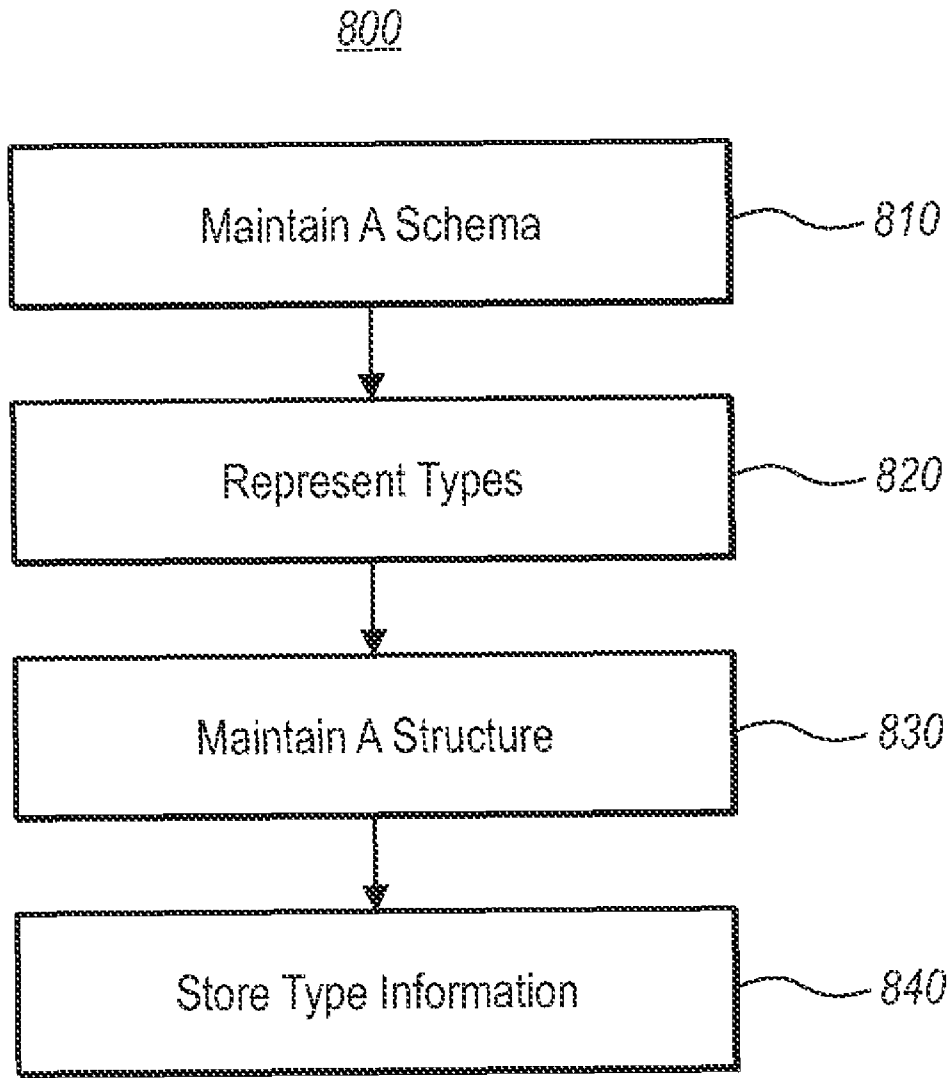 800
Maintain A Schema
810
Represent Types
820
Maintain A Structure
830
Store Type Information
840